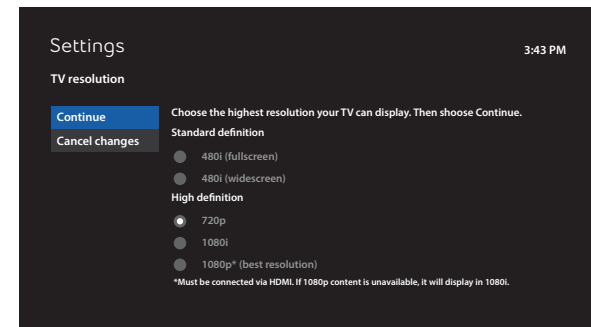 Settings
3:43 PM
TV resolution
Continue
Cancel changes
Choose the highest resolution your TV can display. Then shoose Continue.
Standard definition
480i (fullscreen)
480i (widescreen)
High definition
720p
1080i
1080p* (best resolution)
*Must be connected via HDMI. If 1080p content is unavailable, it will display in 1080i.